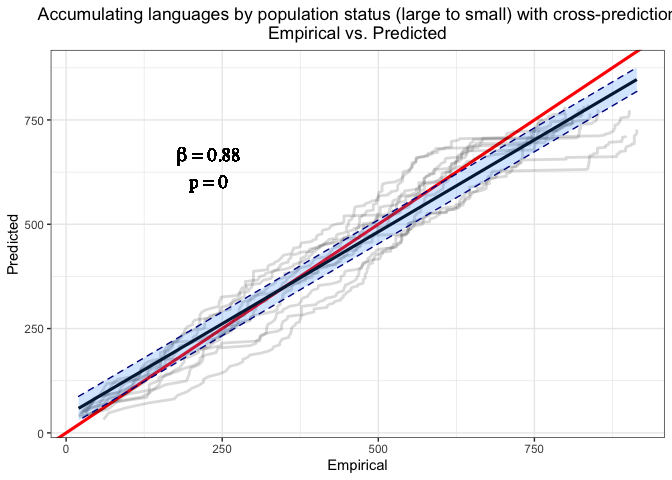 Accumulating languages by population status (large to small) with cross-prediction
Empirical vs. Predicted
750
500
250
0
β = 0.88
p = 0
0
250
500
750
Predicted
Empirical